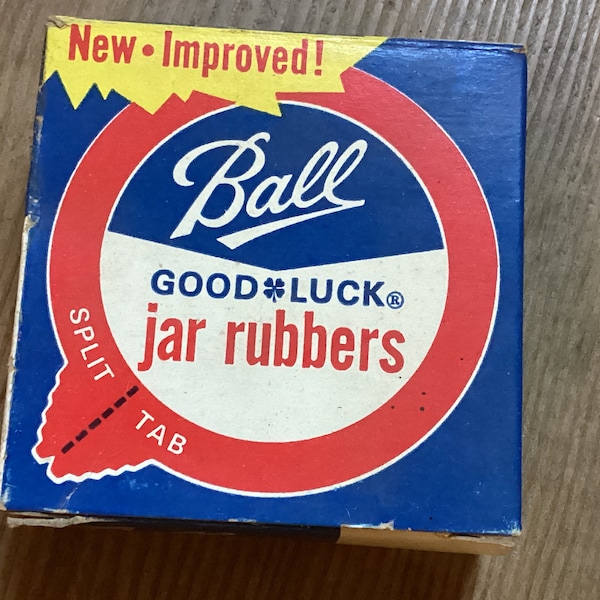 New • Improved!
Ball
GOOD🍀LUCK®
jar rubbers
SPLIT
TAB